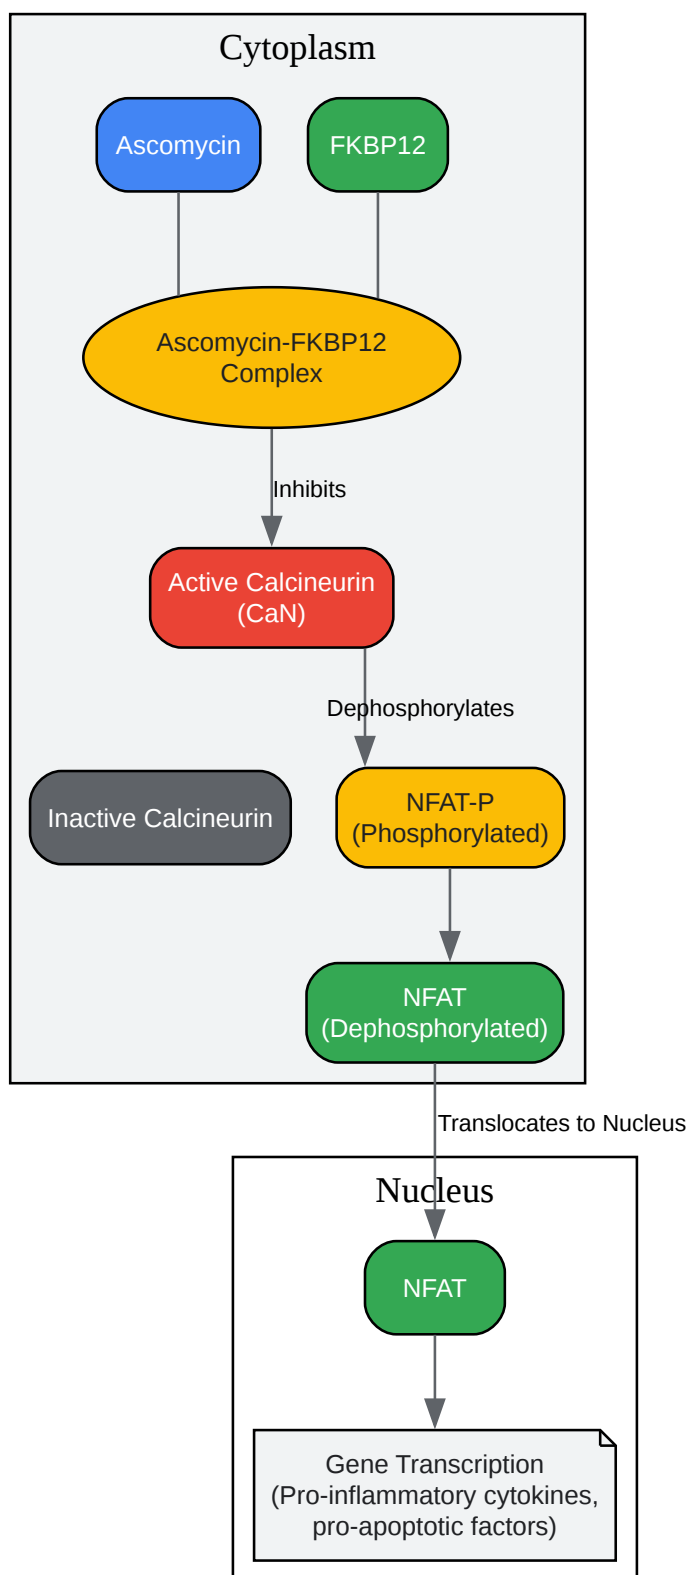 Cytoplasm
Ascomycin
FKBP12
Ascomycin-FKBP12
Complex
Inhibits
Active Calcineurin
(CaN)
Dephosphorylates
Inactive Calcineurin
NFAT-P
(Phosphorylated)
NFAT
(Dephosphorylated)
Translocates to Nucleus
Nucleus
NFAT
Gene Transcription
(Pro-inflammatory cytokines,
pro-apoptotic factors)